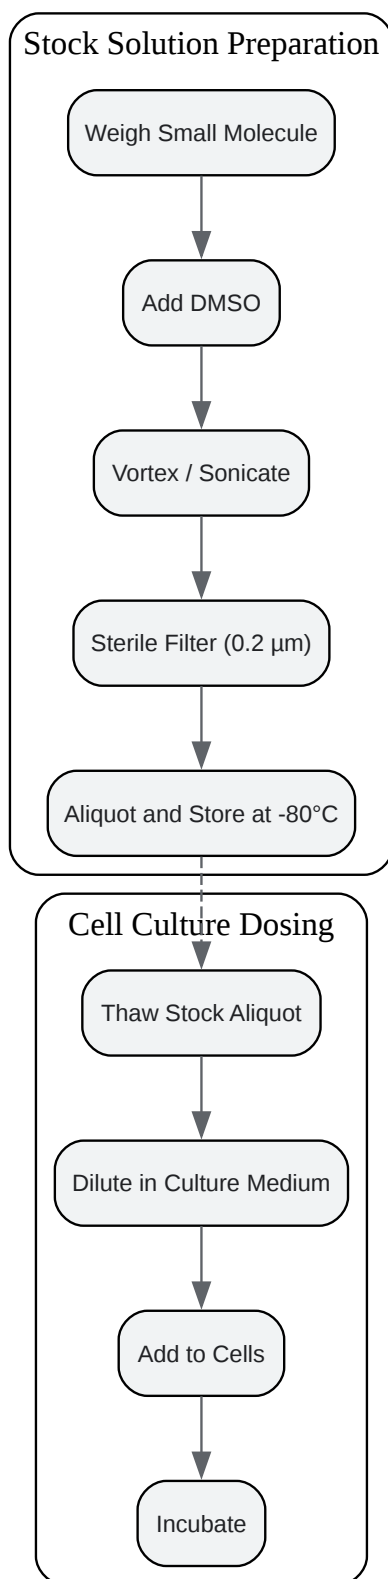 Stock Solution Preparation
Weigh Small Molecule
Add DMSO
Vortex / Sonicate
Sterile Filter (0.2 µm)
Aliquot and Store at -80°C
Cell Culture Dosing
Thaw Stock Aliquot
Dilute in Culture Medium
Add to Cells
Incubate